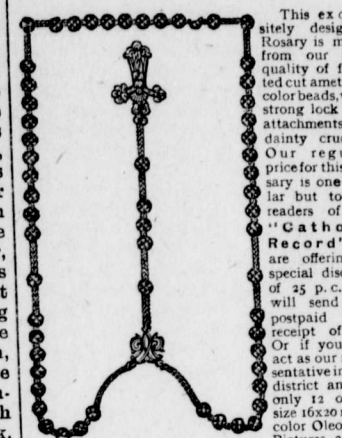 This ex
sitely desig
Rosary is m
from our
quality of f
ted cut amet
color beads,
strong lock
attachments
dainty cru
Our regu
price for this
sary is one
lar but to
readers of
"Catho
Record"
are offerin
special disc
of 25 p.c.
will send
postpaid
receipt of
Or if you
act as our
sentative in
district an
only 12 o
size 16x20
color Oleo